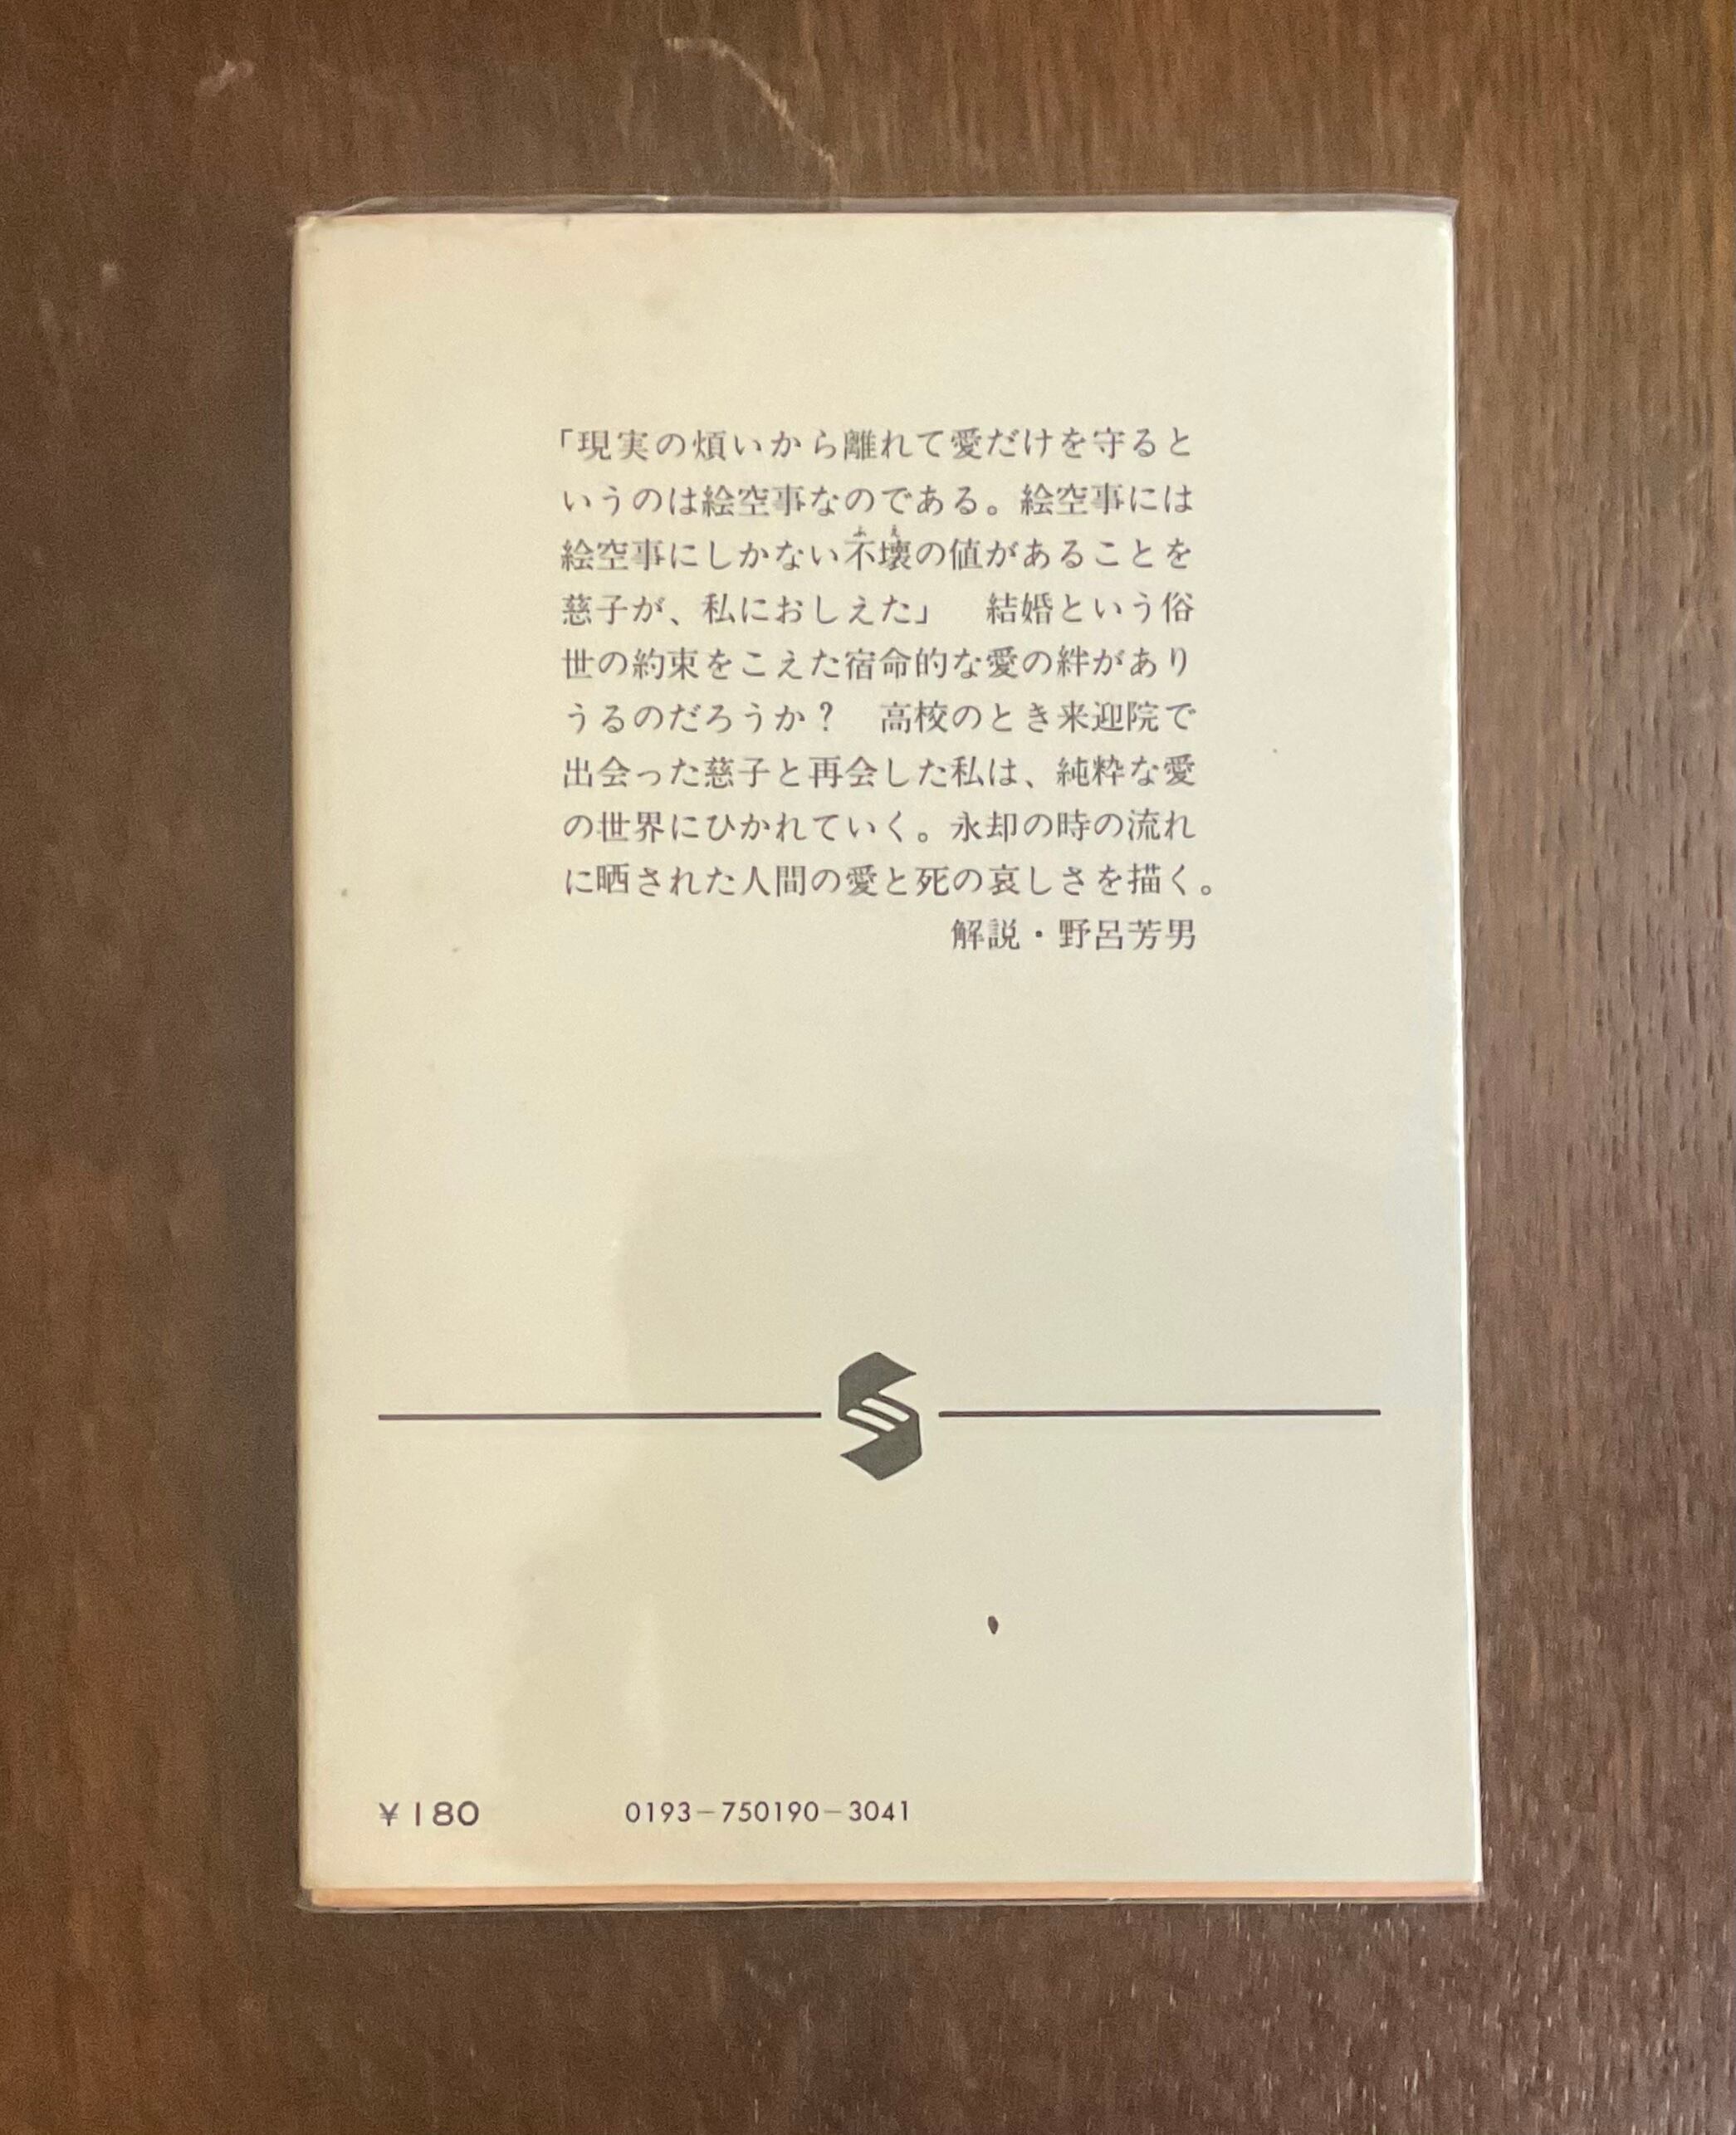 「現実の煩いから離れて愛だけを守ると
いうのは絵空事なのである。絵空事には
絵空事にしかない不壊の値があることを
慈子が、私におしえた」　結婚という俗
世の約束をこえた宿命的な愛の絆があり
うるのだろうか？　高校のとき来迎院で
出会った慈子と再会した私は、純粋な愛
の世界にひかれていく。永却の時の流れ
に晒された人間の愛と死の哀しさを描く。
解説・野呂芳男
¥180　0193-750190-3041